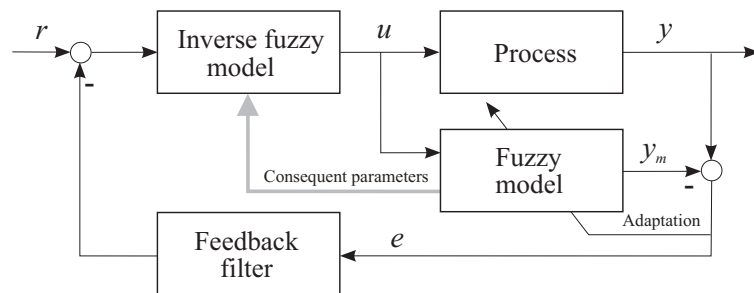 r
Inverse fuzzy
model
u
Process
y
-
Consequent parameters
Fuzzy
model
y_m
-
Adaptation
Feedback
filter
e